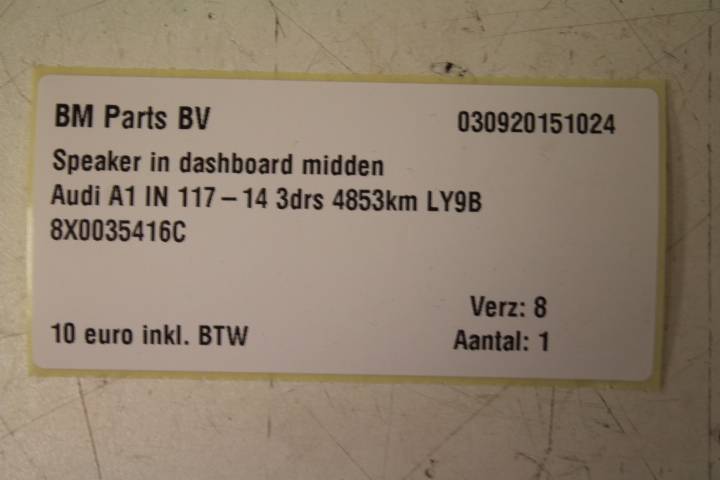 BM Parts BV 030920151024
Speaker in dashboard midden
Audi A1 IN 117 – 14 3drs 4853km LY9B
8X0035416C
Verz: 8
10 euro inkl. BTW Aantal: 1